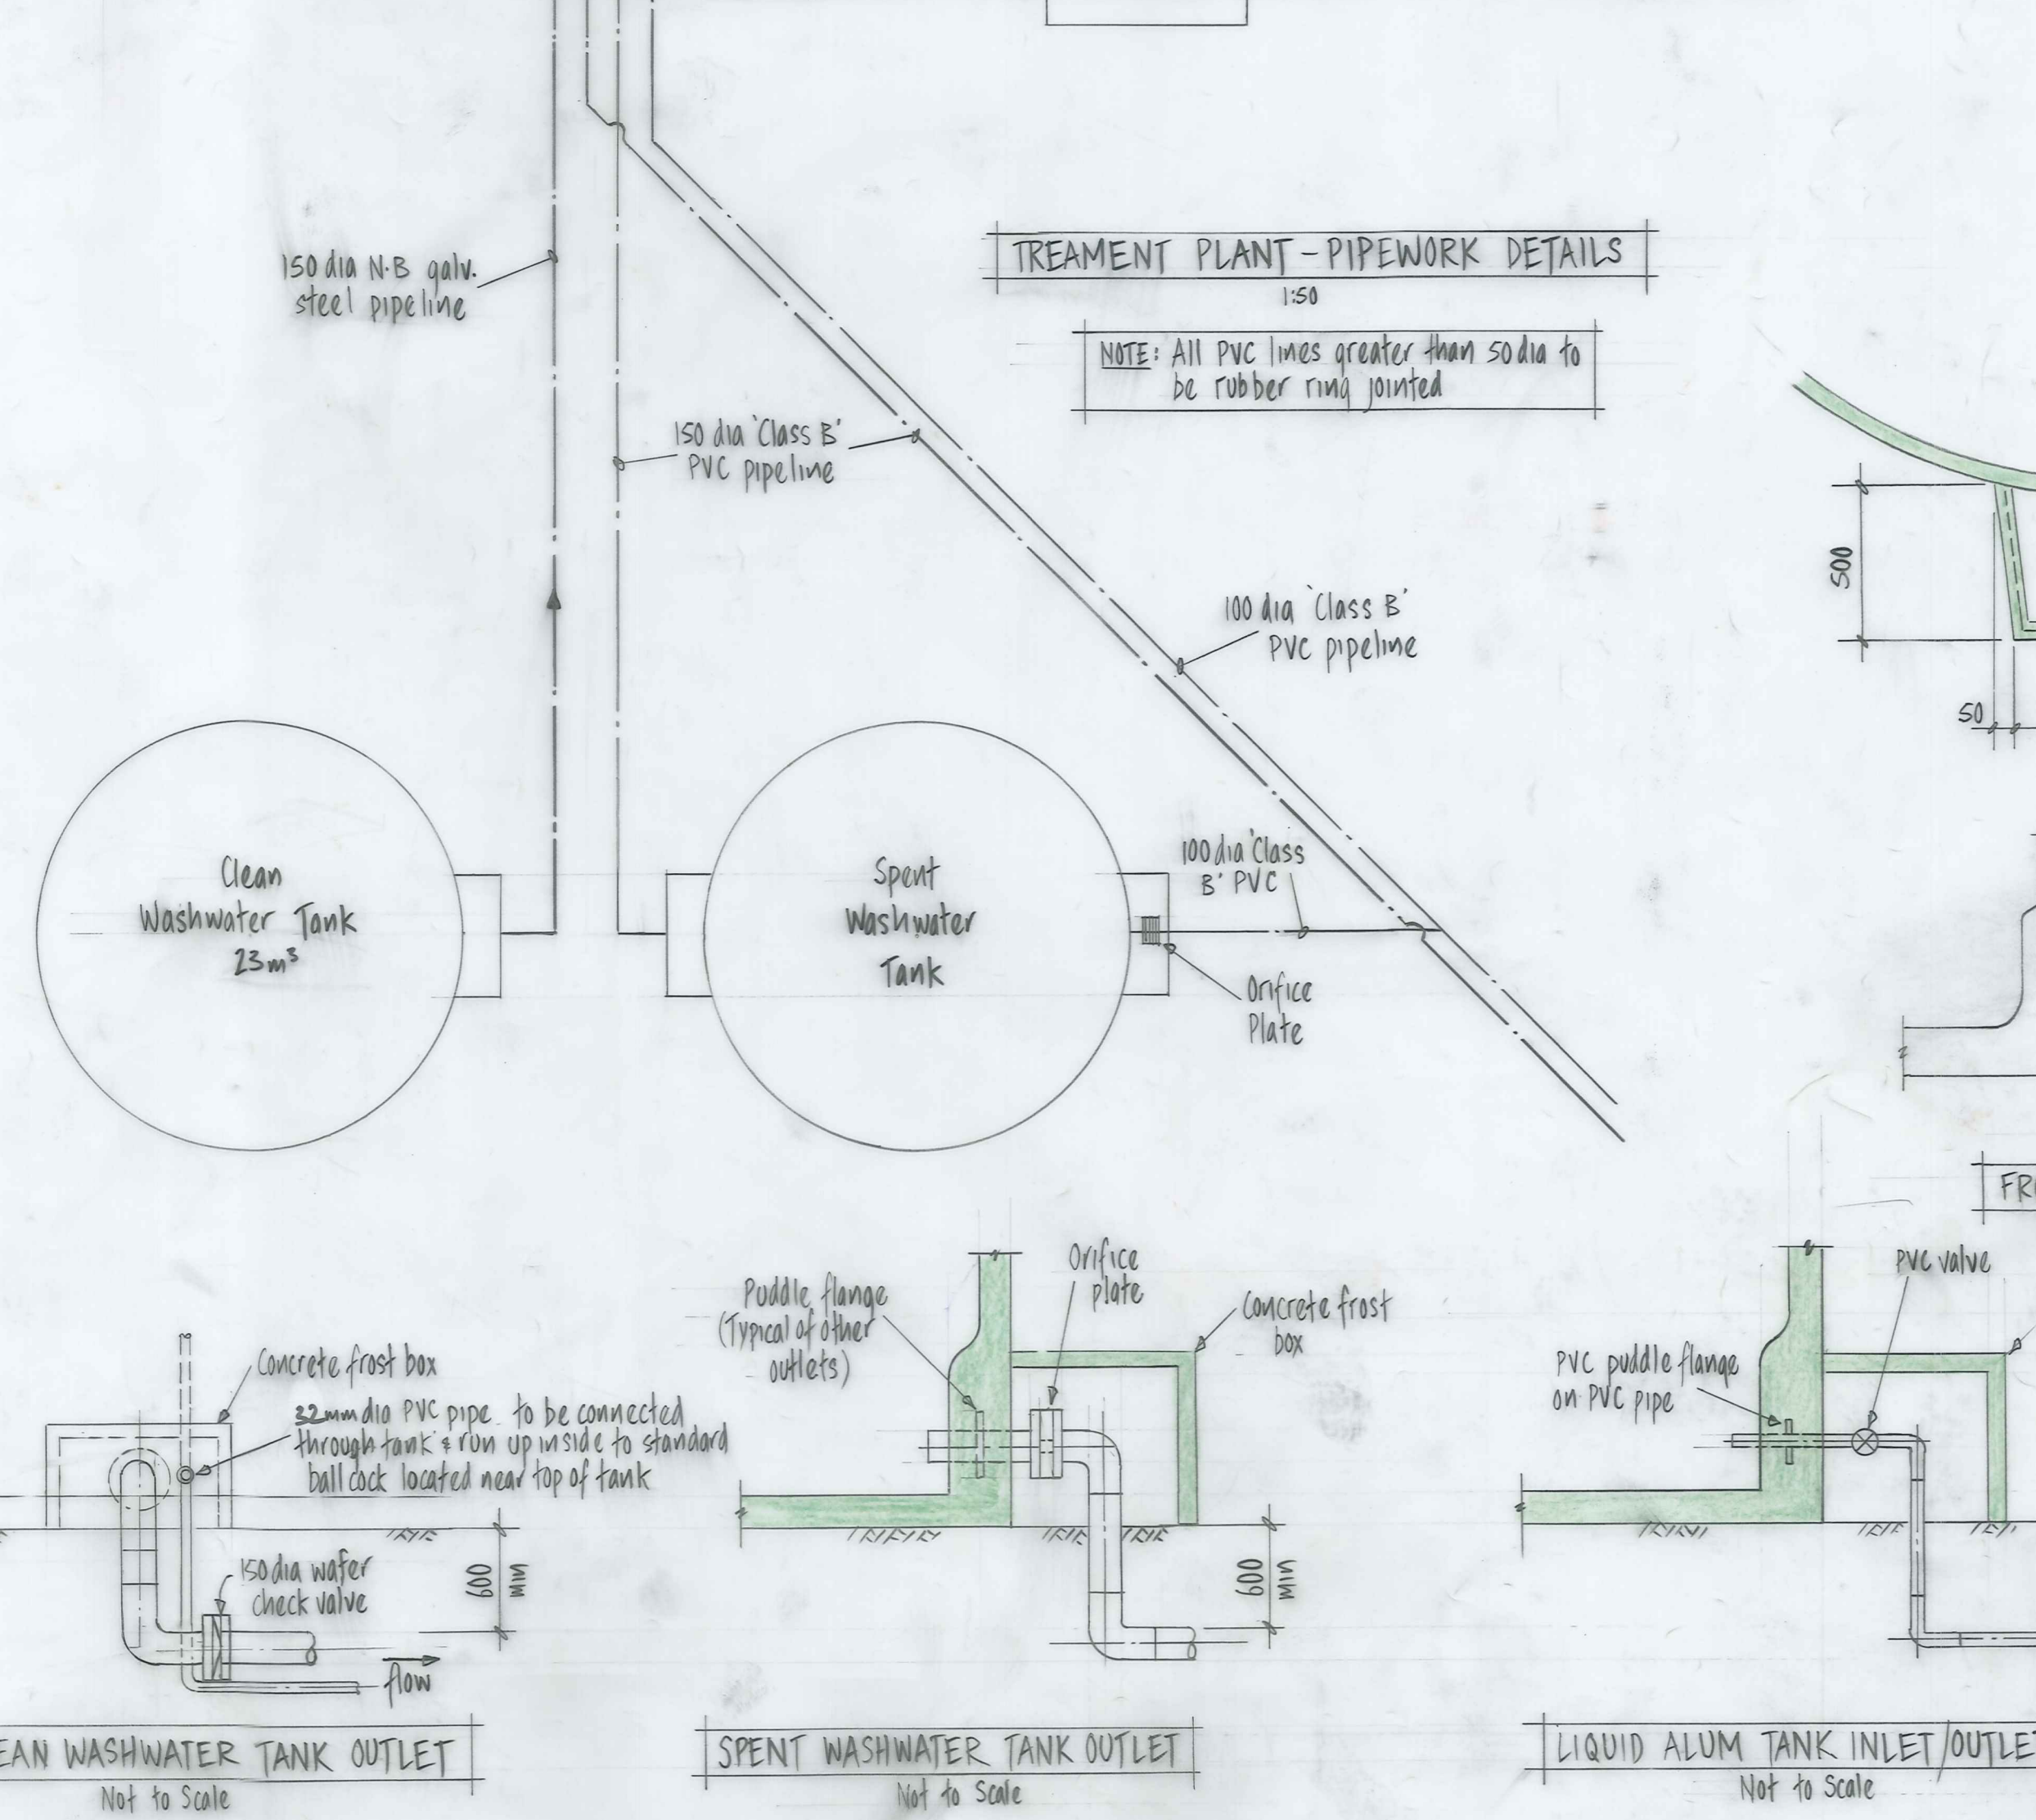 150 dia N.B galv.
steel pipeline
TREAMENT PLANT - PIPEWORK DETAILS
1:50
NOTE: All PVC lines greater than 50 dia to
be rubber ring jointed
150 dia 'Class B'
PVC pipeline
500
50
100 dia 'Class B'
PVC pipeline
Clean
Washwater Tank
23m³
Spent
Washwater
Tank
100 dia 'Class
B' PVC
Orifice
Plate
FR
Puddle flange
(Typical of other
outlets)
Orifice
plate
Concrete frost
box
PVC valve
PVC puddle flange
on PVC pipe
Concrete frost box
32mm dia PVC pipe to be connected
through tank & run up inside to standard
ball cock located near top of tank
150 dia wafer
check valve
600
min
flow
600
min
EAN WASHWATER TANK OUTLET
Not to Scale
SPENT WASHWATER TANK OUTLET
Not to Scale
LIQUID ALUM TANK INLET/OUTLE
Not to Scale